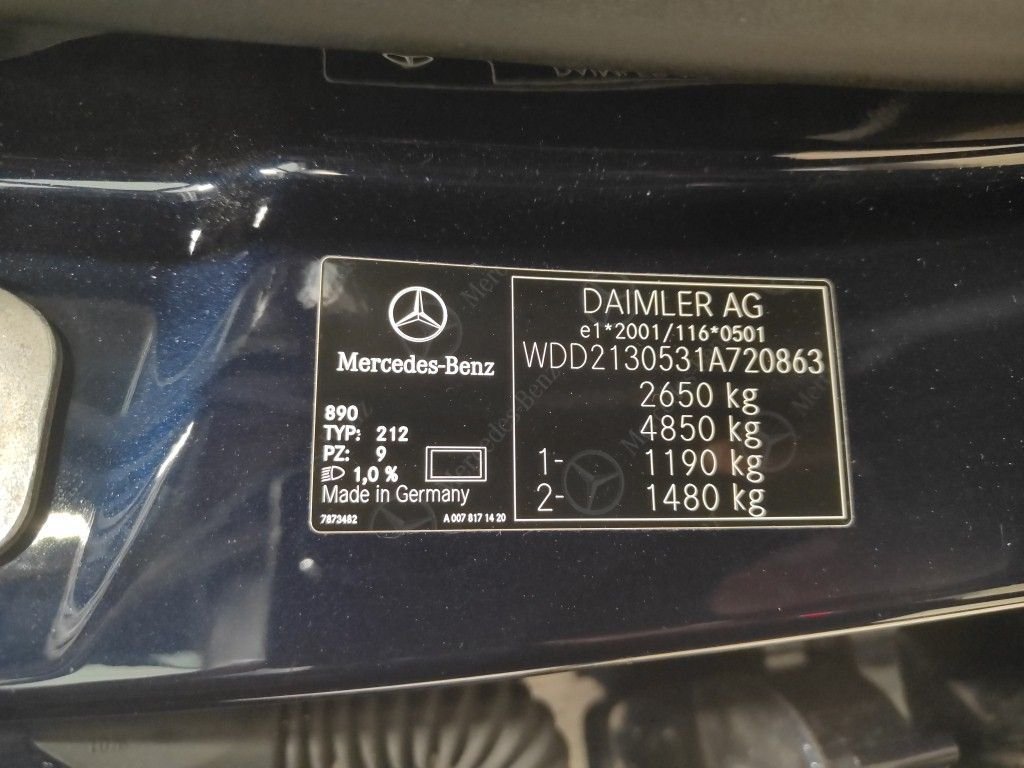 Mercedes-Benz
890
TYP: 212
PZ: 9
1,0 %
Made in Germany
7873482 A 007 817 14 20
DAIMLER AG
e1*2001/116*0501
WDD2130531A720863
2650 kg
4850 kg
1- 1190 kg
2- 1480 kg